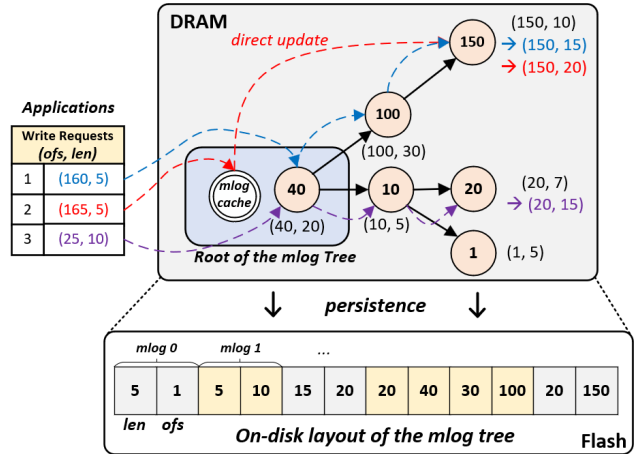 DRAM
direct update
150
(150, 10)
→ (150, 15)
→ (150, 20)
Applications
Write Requests
(ofs, len)
1 (160, 5)
2 (165, 5)
3 (25, 10)
100
(100, 30)
mlog
cache
40
(40, 20)
10
(10, 5)
20
(20, 7)
→ (20, 15)
1
(1, 5)
Root of the mlog Tree
persistence
mlog 0
mlog 1
...
5 1 5 10 15 20 20 40 30 100 20 150
len ofs
On-disk layout of the mlog tree
Flash